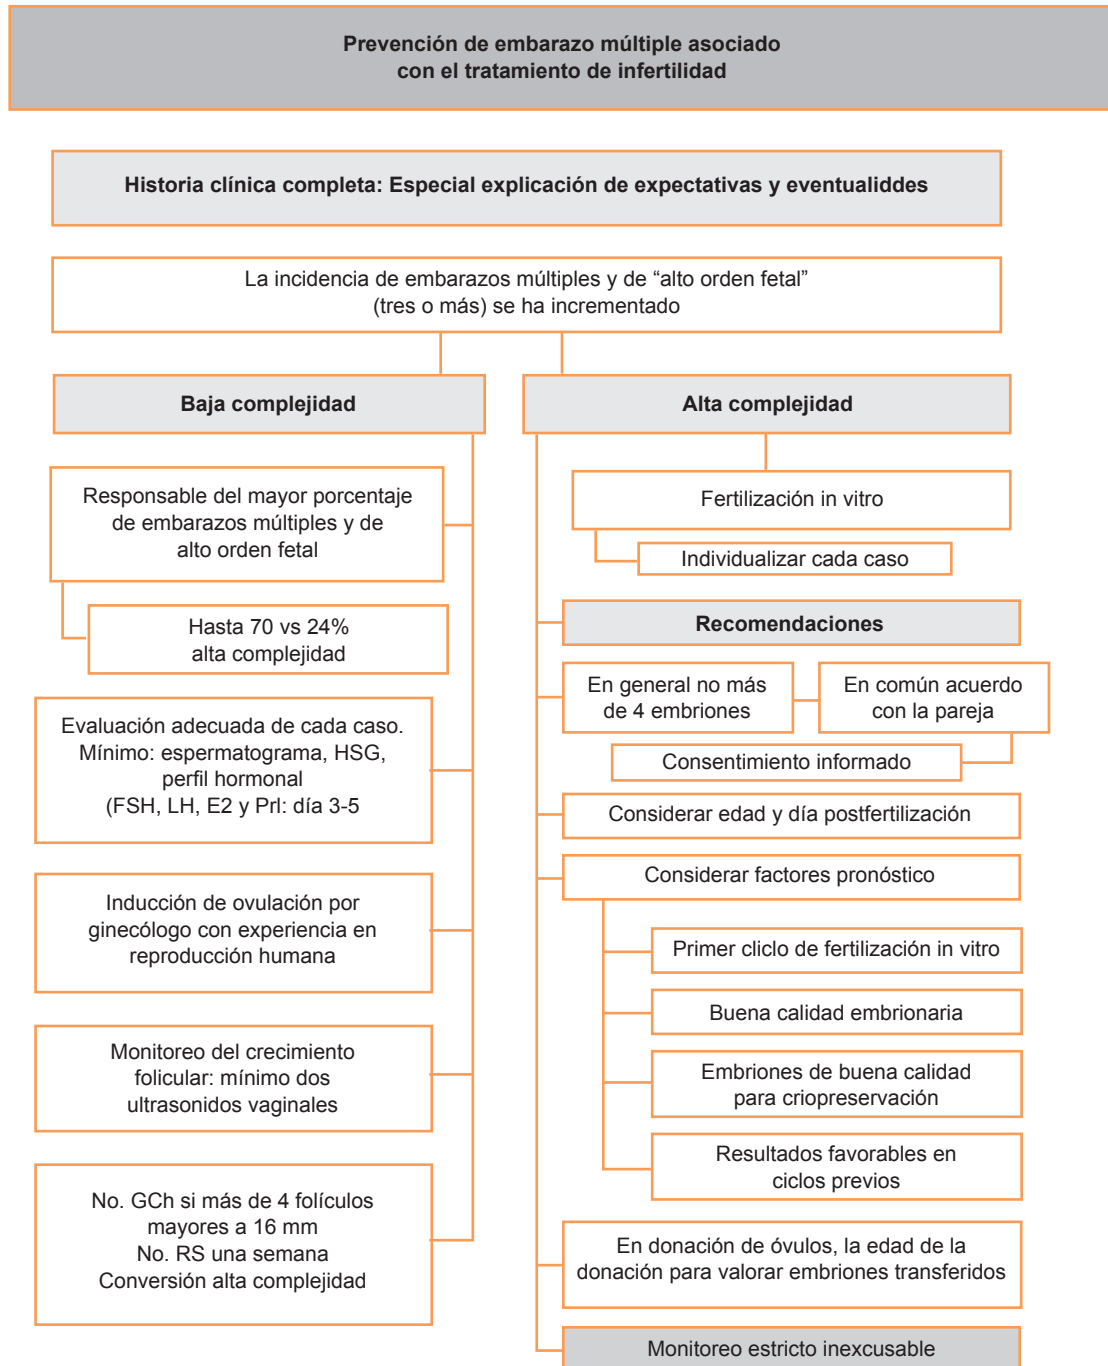 Prevención de embarazo múltiple asociado
con el tratamiento de infertilidad
Historia clínica completa: Especial explicación de expectativas y eventualiddes
La incidencia de embarazos múltiples y de “alto orden fetal”
(tres o más) se ha incrementado
Baja complejidad
Responsable del mayor porcentaje
de embarazos múltiples y de
alto orden fetal
Hasta 70 vs 24%
alta complejidad
Evaluación adecuada de cada caso.
Mínimo: espermatograma, HSG,
perfil hormonal
(FSH, LH, E2 y Prl: día 3-5
Inducción de ovulación por
ginecólogo con experiencia en
reproducción humana
Monitoreo del crecimiento
folicular: mínimo dos
ultrasonidos vaginales
No. GCh si más de 4 folículos
mayores a 16 mm
No. RS una semana
Conversión alta complejidad
Alta complejidad
Fertilización in vitro
Individualizar cada caso
Recomendaciones
En general no más
de 4 embriones
En común acuerdo
con la pareja
Consentimiento informado
Considerar edad y día postfertilización
Considerar factores pronóstico
Primer cliclo de fertilización in vitro
Buena calidad embrionaria
Embriones de buena calidad
para criopreservación
Resultados favorables en
ciclos previos
En donación de óvulos, la edad de la
donación para valorar embriones transferidos
Monitoreo estricto inexcusable